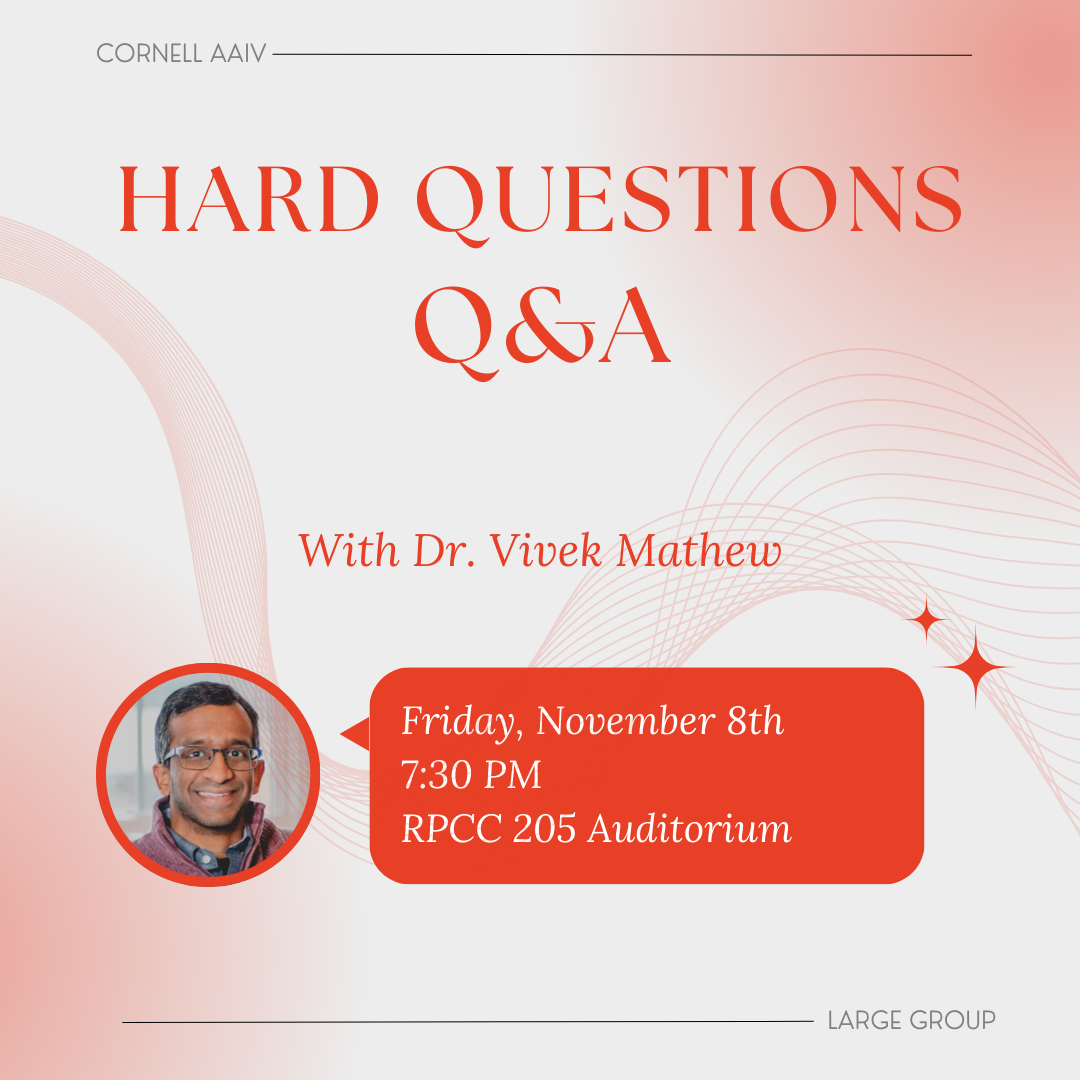 CORNELL AAIV
HARD QUESTIONS
Q&A
With Dr. Vivek Mathew
Friday, November 8th
7:30 PM
RPCC 205 Auditorium
LARGE GROUP